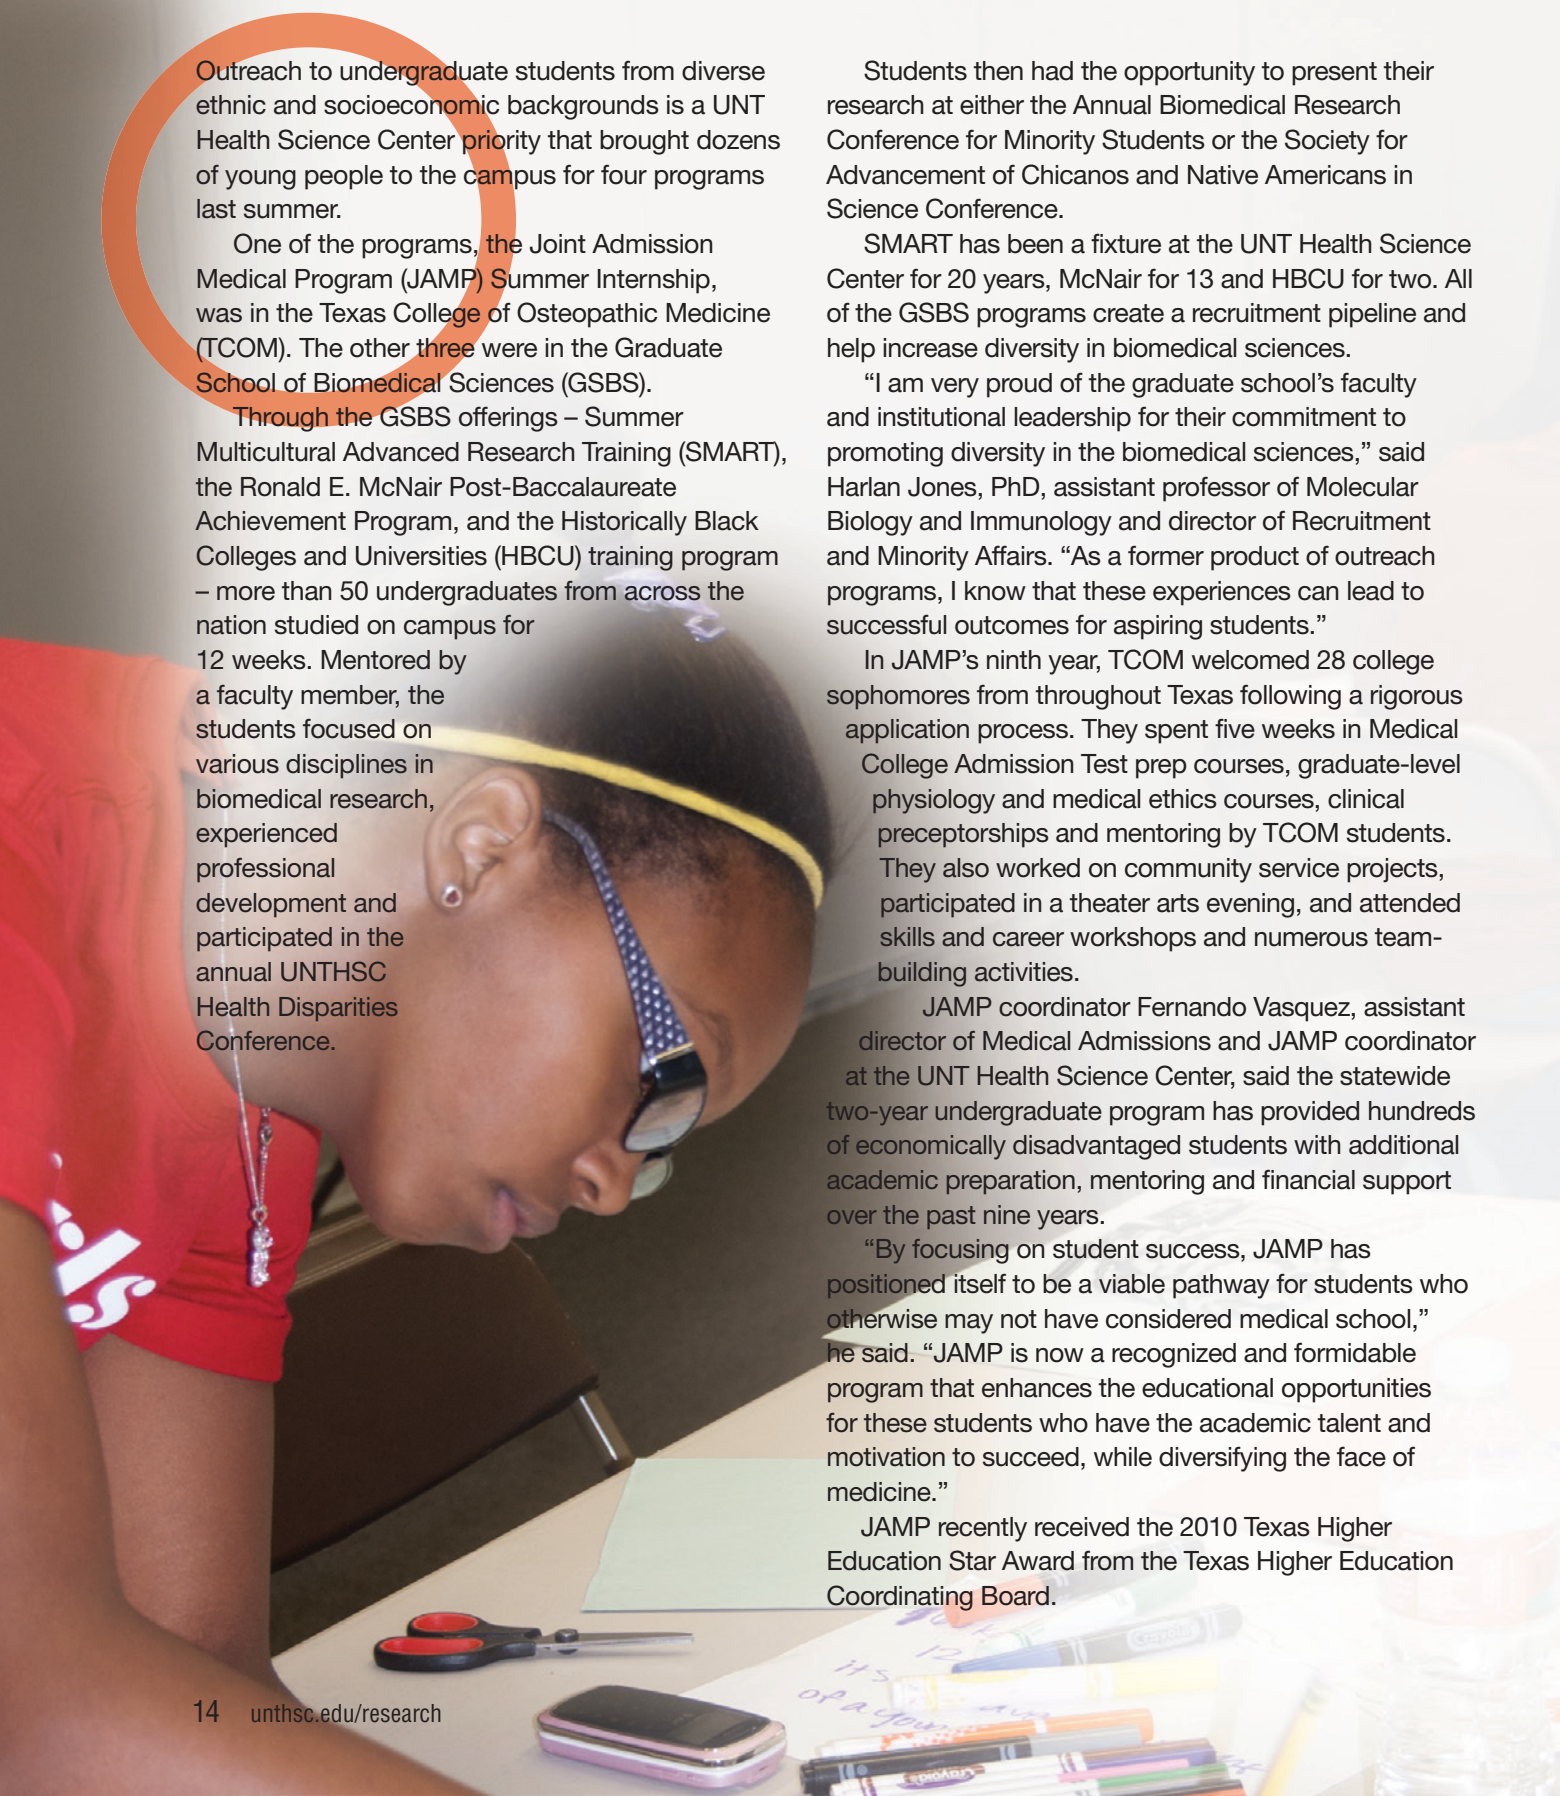 Outreach to undergraduate students from diverse
ethnic and socioeconomic backgrounds is a UNT
Health Science Center priority that brought dozens
of young people to the campus for four programs
last summer.
One of the programs, the Joint Admission
Medical Program (JAMP) Summer Internship,
was in the Texas College of Osteopathic Medicine
(TCOM). The other three were in the Graduate
School of Biomedical Sciences (GSBS).
Through the GSBS offerings – Summer
Multicultural Advanced Research Training (SMART),
the Ronald E. McNair Post-Baccalaureate
Achievement Program, and the Historically Black
Colleges and Universities (HBCU) training program
– more than 50 undergraduates from across the
nation studied on campus for
12 weeks. Mentored by
a faculty member, the
students focused on
various disciplines in
biomedical research,
experienced
professional
development and
participated in the
annual UNTHSC
Health Disparities
Conference.
Students then had the opportunity to present their
research at either the Annual Biomedical Research
Conference for Minority Students or the Society for
Advancement of Chicanos and Native Americans in
Science Conference.
SMART has been a fixture at the UNT Health Science
Center for 20 years, McNair for 13 and HBCU for two. All
of the GSBS programs create a recruitment pipeline and
help increase diversity in biomedical sciences.
“I am very proud of the graduate school’s faculty
and institutional leadership for their commitment to
promoting diversity in the biomedical sciences,” said
Harlan Jones, PhD, assistant professor of Molecular
Biology and Immunology and director of Recruitment
and Minority Affairs. “As a former product of outreach
programs, I know that these experiences can lead to
successful outcomes for aspiring students.”
In JAMP’s ninth year, TCOM welcomed 28 college
sophomores from throughout Texas following a rigorous
application process. They spent five weeks in Medical
College Admission Test prep courses, graduate-level
physiology and medical ethics courses, clinical
preceptorships and mentoring by TCOM students.
They also worked on community service projects,
participated in a theater arts evening, and attended
skills and career workshops and numerous team-
building activities.
JAMP coordinator Fernando Vasquez, assistant
director of Medical Admissions and JAMP coordinator
at the UNT Health Science Center, said the statewide
two-year undergraduate program has provided hundreds
of economically disadvantaged students with additional
academic preparation, mentoring and financial support
over the past nine years.
“By focusing on student success, JAMP has
positioned itself to be a viable pathway for students who
otherwise may not have considered medical school,”
he said. “JAMP is now a recognized and formidable
program that enhances the educational opportunities
for these students who have the academic talent and
motivation to succeed, while diversifying the face of
medicine.”
JAMP recently received the 2010 Texas Higher
Education Star Award from the Texas Higher Education
Coordinating Board.
12
its
of a young
Crayola
Crayola
14 unthsc.edu/research